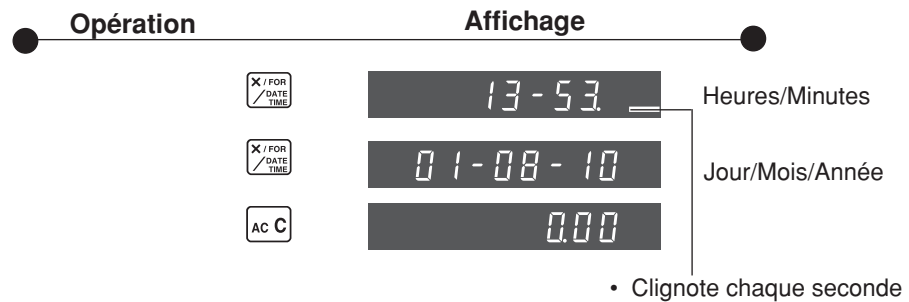 Opération Affichage
X / FOR
/ DATE
TIME
13-53. _
Heures/Minutes
X / FOR
/ DATE
TIME
01-08-10
Jour/Mois/Année
AC C
0.00
• Clignote chaque seconde